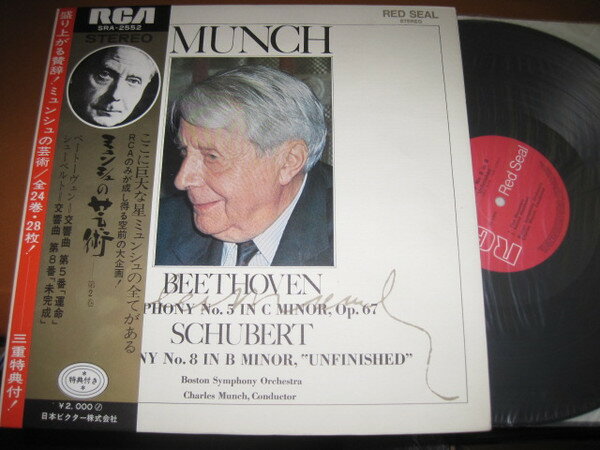 盛り上がる賛辞!ミュンシュの芸術/全24巻・28枚!
三重特典付!
RCA
SRA-2552
STEREO
ここに巨大な星ミュンシュの全てがある
RCAのみが成し得る空前の大企画!
ミュンシュの芸術
第2巻
ベートーヴェン―交響曲 第5番「運命」
シューベルト―交響曲 第8番「未完成」
特典付き
¥2,000
日本ビクター株式会社
RED SEAL
STEREO
MUNCH
BEETHOVEN
PHONY No. 5 IN C MINOR, Op. 67
SCHUBERT
NY No. 8 IN B MINOR, "UNFINISHED"
Boston Symphony Orchestra
Charles Munch, Conductor
Red Seal
RCA